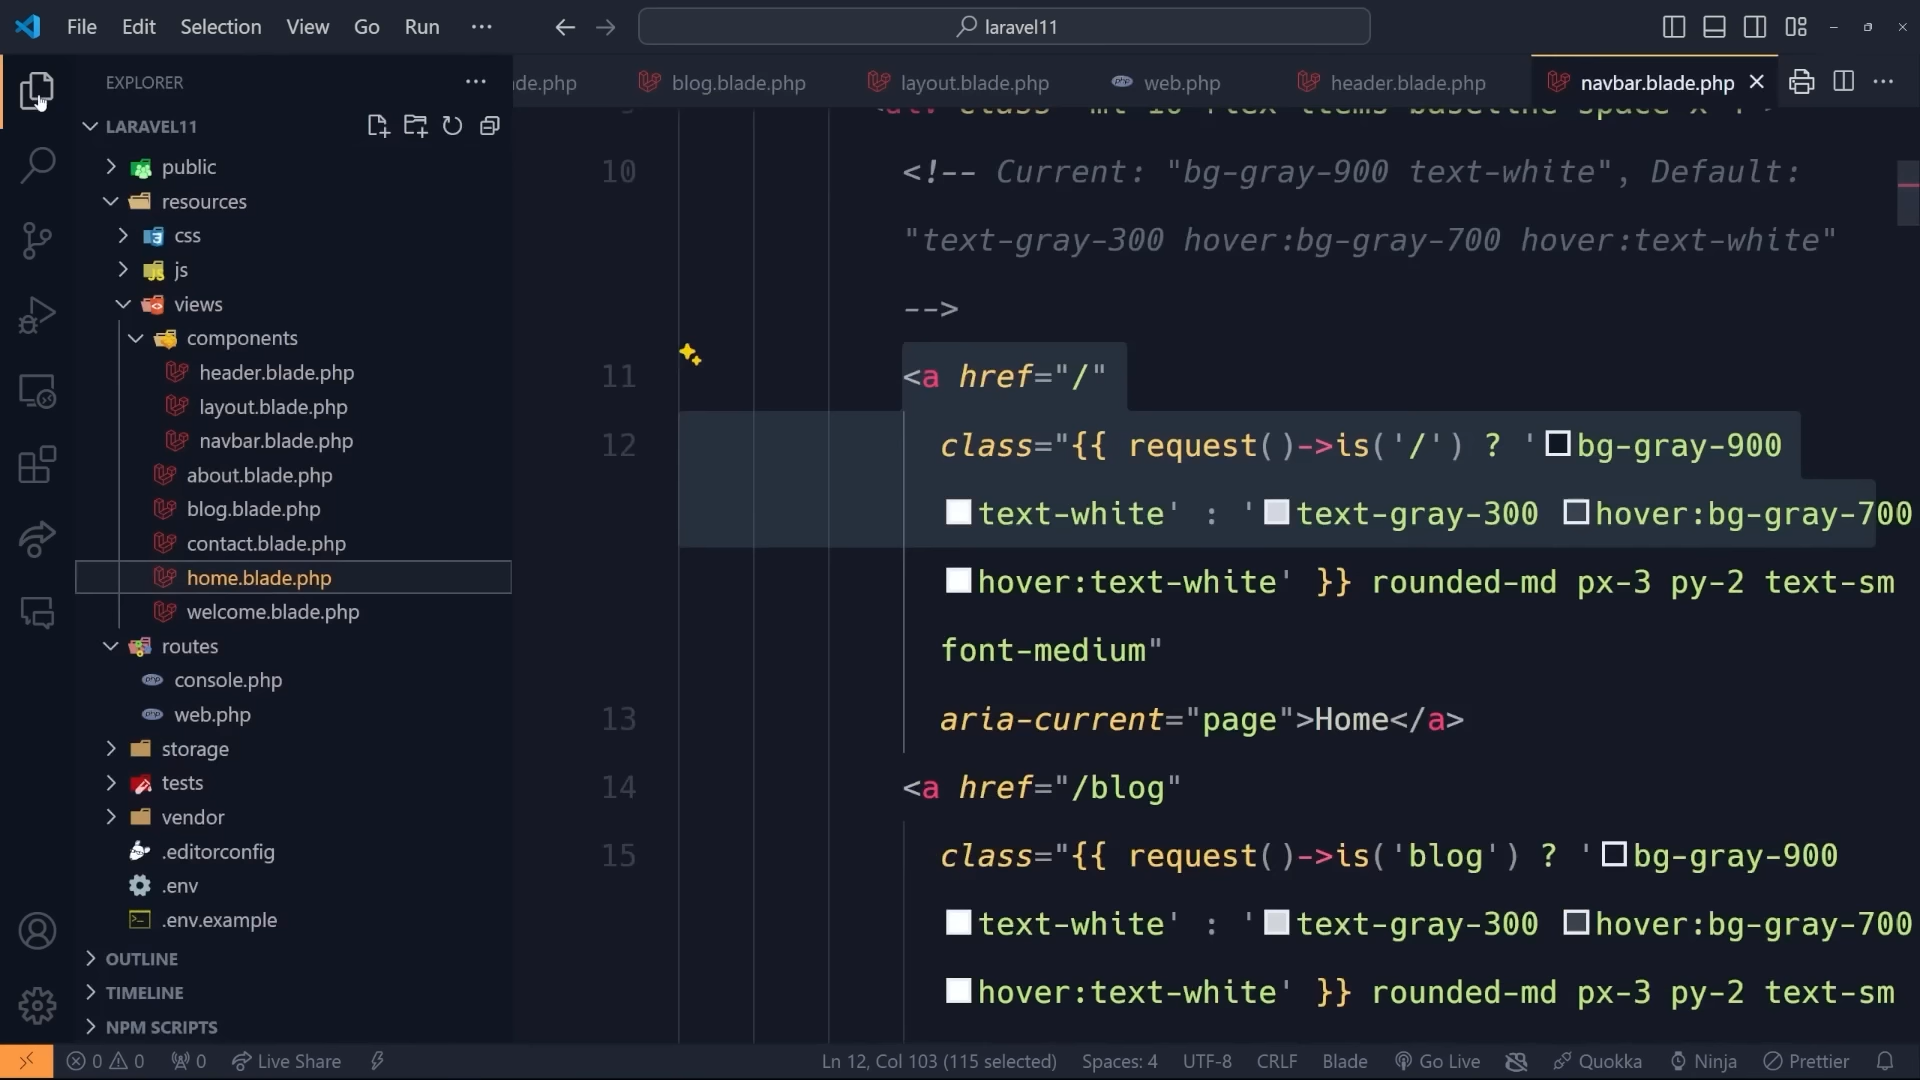 File Edit Selection View Go Run ···
laravel11
EXPLORER
de.php blog.blade.php layout.blade.php web.php header.blade.php navbar.blade.php
LARAVEL11
public
resources
css
js
views
components
header.blade.php
layout.blade.php
navbar.blade.php
about.blade.php
blog.blade.php
contact.blade.php
home.blade.php
welcome.blade.php
routes
console.php
web.php
storage
tests
vendor
.editorconfig
.env
.env.example
OUTLINE
TIMELINE
NPM SCRIPTS
10 <!-- Current: "bg-gray-900 text-white", Default:
"text-gray-300 hover:bg-gray-700 hover:text-white"
-->
11 <a href="/"
12 class="{{ request()->is('/') ? 'bg-gray-900
text-white' : 'text-gray-300 hover:bg-gray-700
hover:text-white' }} rounded-md px-3 py-2 text-sm
font-medium"
13 aria-current="page">Home</a>
14 <a href="/blog"
15 class="{{ request()->is('blog') ? 'bg-gray-900
text-white' : 'text-gray-300 hover:bg-gray-700
hover:text-white' }} rounded-md px-3 py-2 text-sm
0 0 0 Live Share Ln 12, Col 103 (115 selected) Spaces: 4 UTF-8 CRLF Blade Go Live Quokka Ninja Prettier